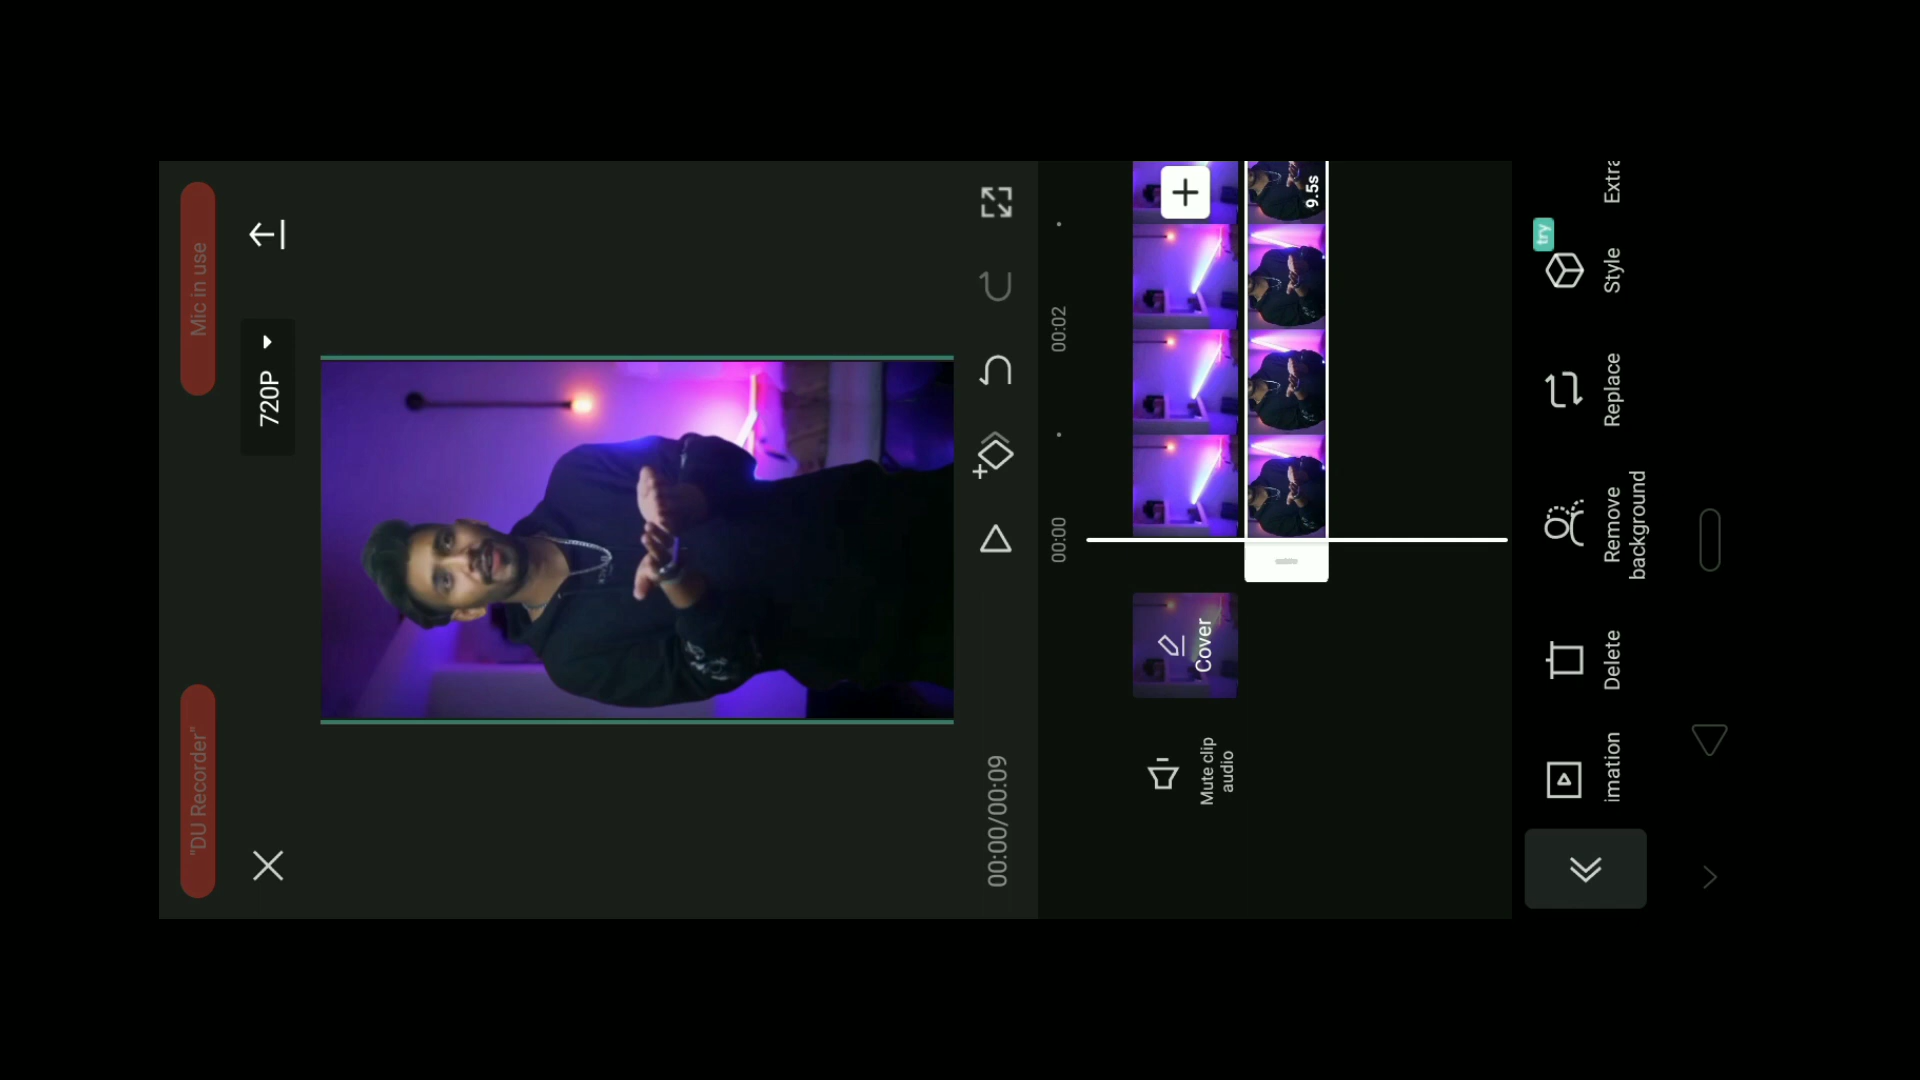 "DU Recorder"
Mic in use
720P
00:00/00:09
00:00
00:02
Mute clip
audio
Cover
9.5s
imation
Delete
Remove
background
Replace
try
Style
Extra